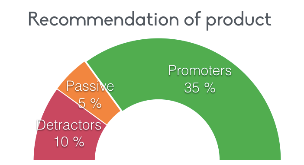 Recommendation of product
Promoters
35 %
Passive
5 %
Detractors
10 %